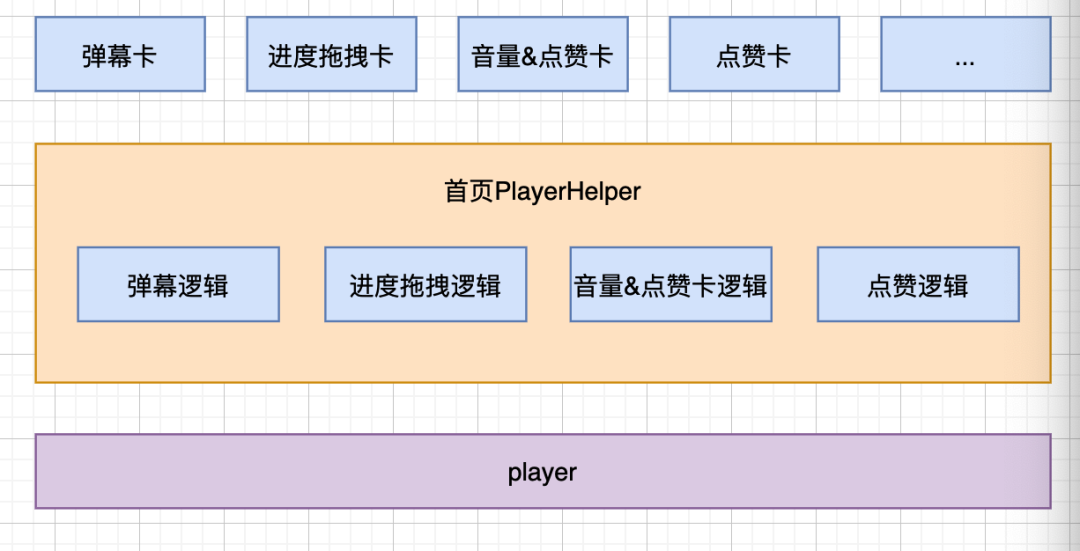 弹幕卡
进度拖拽卡
音量&点赞卡
点赞卡
...
首页PlayerHelper
弹幕逻辑
进度拖拽逻辑
音量&点赞卡逻辑
点赞逻辑
player